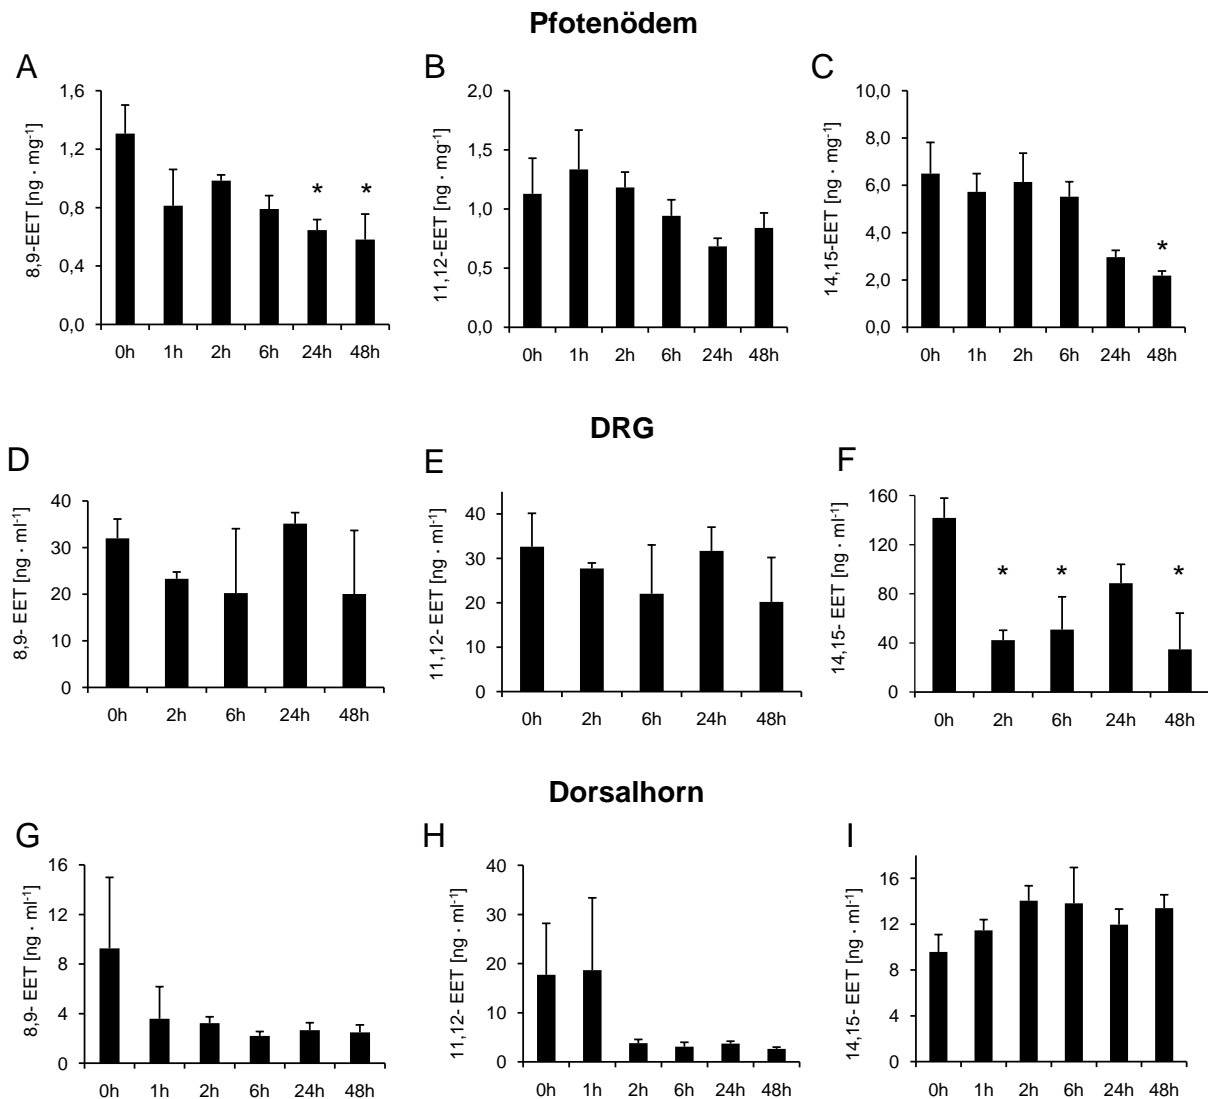 Pfotenödem
A
B
C
8,9-EET [ng · mg-1]
1,6
1,2
0,8
0,4
0,0
* *
0h 1h 2h 6h 24h 48h
11,12-EET [ng · mg-1]
2,0
1,5
1,0
0,5
0,0
0h 1h 2h 6h 24h 48h
14,15-EET [ng · mg-1]
10,0
8,0
6,0
4,0
2,0
0,0
*
0h 1h 2h 6h 24h 48h
DRG
D
E
F
8,9- EET [ng · ml-1]
40
30
20
10
0
0h 2h 6h 24h 48h
11,12- EET [ng · ml-1]
40
30
20
10
0
0h 2h 6h 24h 48h
14,15- EET [ng · ml-1]
160
120
80
40
0
* * *
0h 2h 6h 24h 48h
Dorsalhorn
G
H
I
8,9- EET [ng · ml-1]
16
12
8
4
0
0h 1h 2h 6h 24h 48h
11,12- EET [ng · ml-1]
40
30
20
10
0
0h 1h 2h 6h 24h 48h
14,15- EET [ng · ml-1]
16
12
8
4
0
0h 1h 2h 6h 24h 48h